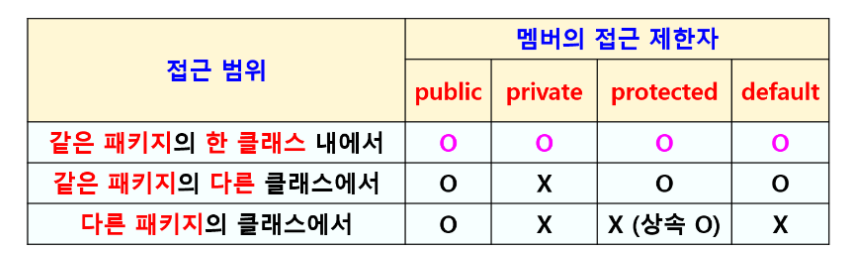 접근 범위 멤버의 접근 제한자
public private protected default
같은 패키지의 한 클래스 내에서 O O O O
같은 패키지의 다른 클래스에서 O X O O
다른 패키지의 클래스에서 O X X (상속 O) X